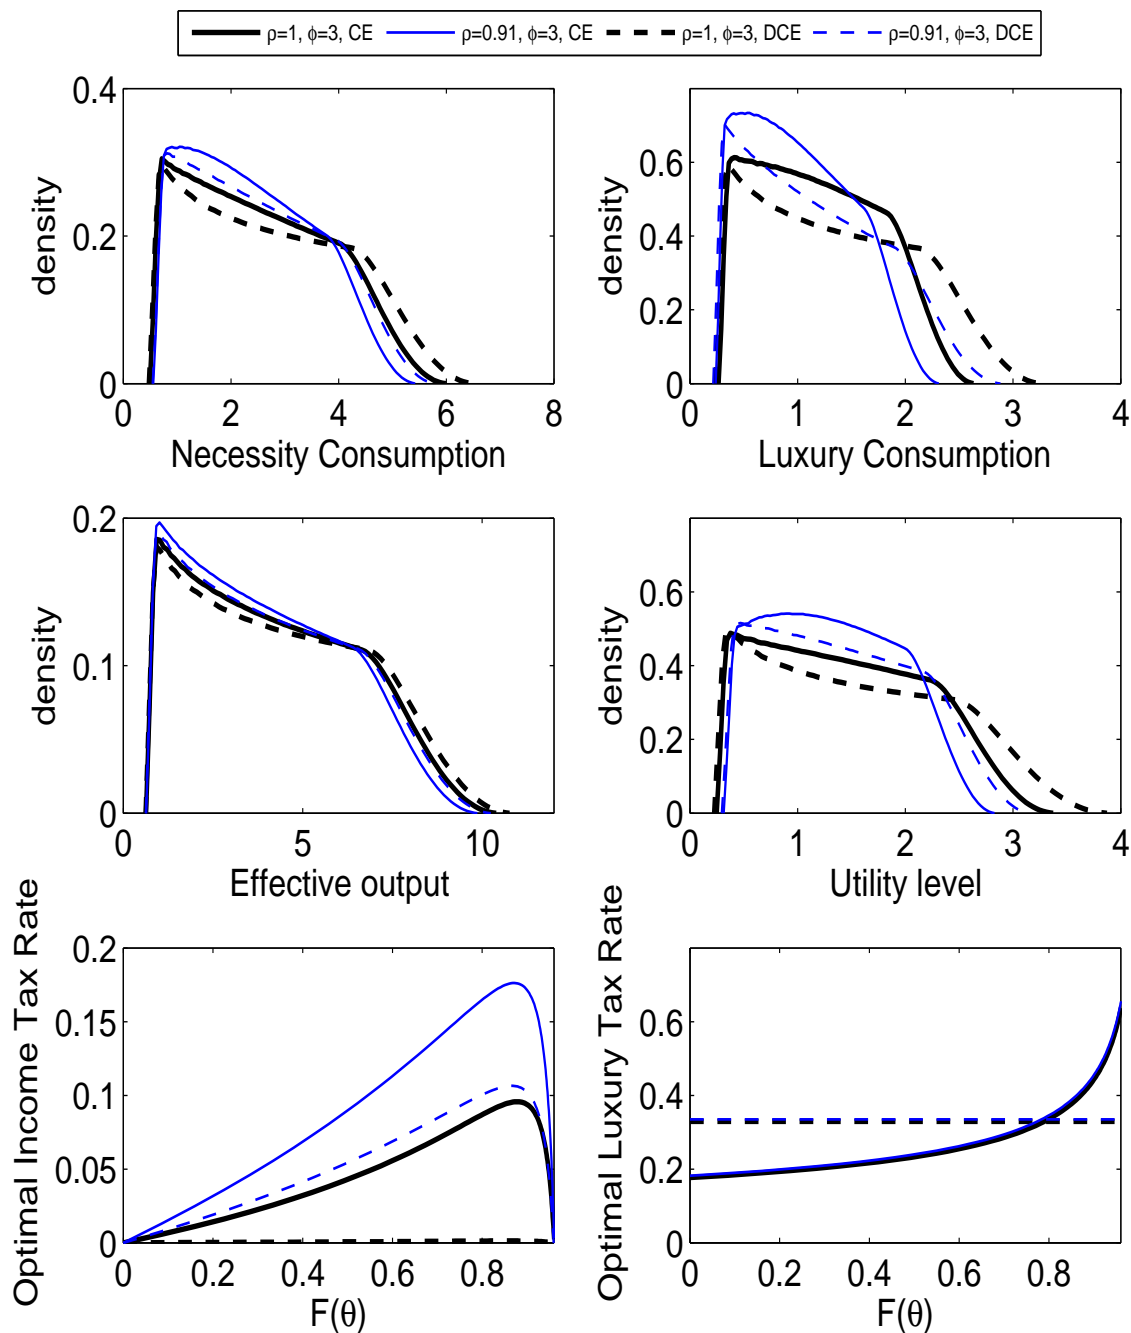 ρ=1, ϕ=3, CE ρ=0.91, ϕ=3, CE ρ=1, ϕ=3, DCE ρ=0.91, ϕ=3, DCE
0.4
0.2
0
density
0 2 4 6 8
Necessity Consumption
0.6
0.4
0.2
0
density
0 1 2 3 4
Luxury Consumption
0.2
0.1
0
density
0 5 10
Effective output
0.6
0.4
0.2
0
density
0 1 2 3 4
Utility level
0.2
0.15
0.1
0.05
0
Optimal Income Tax Rate
0 0.2 0.4 0.6 0.8
F(θ)
0.6
0.4
0.2
0
Optimal Luxury Tax Rate
0 0.2 0.4 0.6 0.8
F(θ)